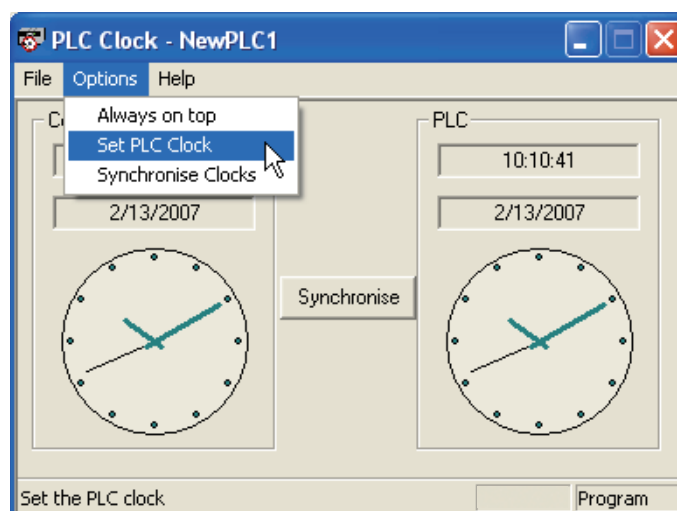 PLC Clock - NewPLC1
File Options Help
Always on top
Set PLC Clock
Synchronise Clocks
PLC
10:10:41
2/13/2007
2/13/2007
Synchronise
Set the PLC clock
Program